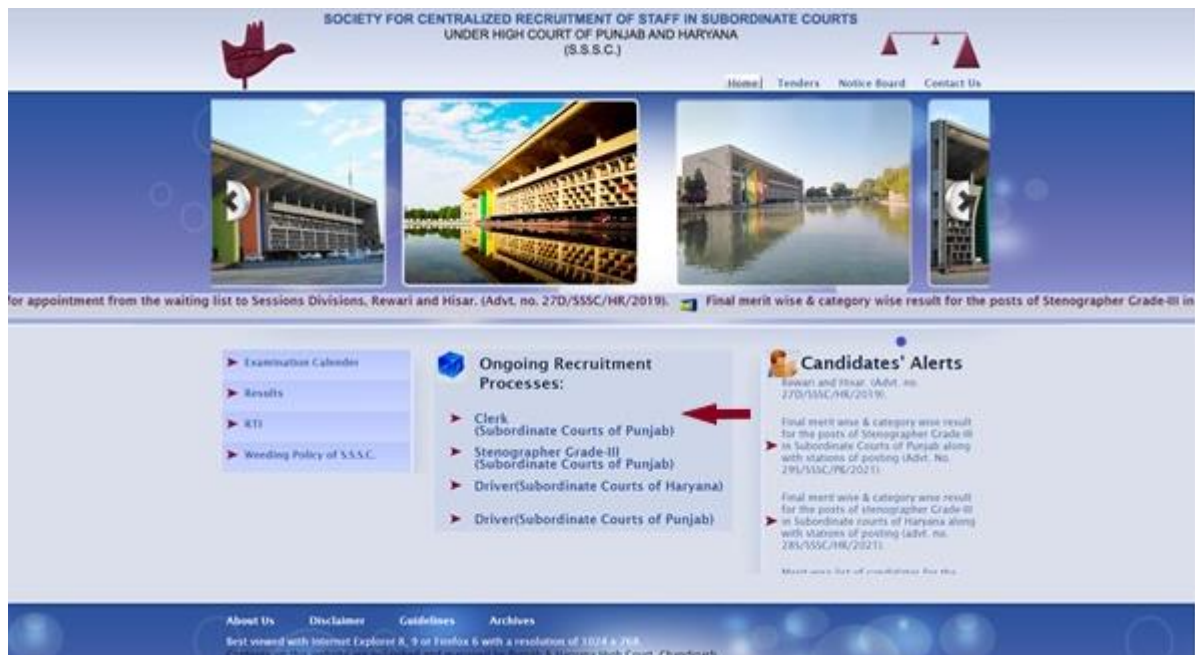 SOCIETY FOR CENTRALIZED RECRUITMENT OF STAFF IN SUBORDINATE COURTS
UNDER HIGH COURT OF PUNJAB AND HARYANA
(S.S.S.C.)
Home Tenders Notice Board Contact Us
for appointment from the waiting list to Sessions Divisions, Rewari and Hisar. (Advt. no. 27D/SSSC/HR/2019). Final merit wise & category wise result for the posts of Stenographer Grade-III in
Examination Calender
Results
RTI
Weeding Policy of S.S.S.C.
Ongoing Recruitment
Processes:
Clerk
(Subordinate Courts of Punjab)
Stenographer Grade-III
(Subordinate Courts of Punjab)
Driver(Subordinate Courts of Haryana)
Driver(Subordinate Courts of Punjab)
Candidates' Alerts
Rewari and Hisar. (Advt. no.
27D/SSSC/HR/2019).
Final merit wise & category wise result
for the posts of Stenographer Grade III
in Subordinate Courts of Punjab along
with stations of posting (Advt. No.
29S/SSSC/PB/2021).
Final merit wise & category wise result
for the posts of stenographer Grade-III
in Subordinate courts of Haryana along
with stations of posting (advt. no.
28S/SSSC/HR/2021).
Merit wise list of candidates for the
About Us Disclaimer Guidelines Archives
Best viewed with Internet Explorer 8, 9 or Firefox 6 with a resolution of 1024 x 768.